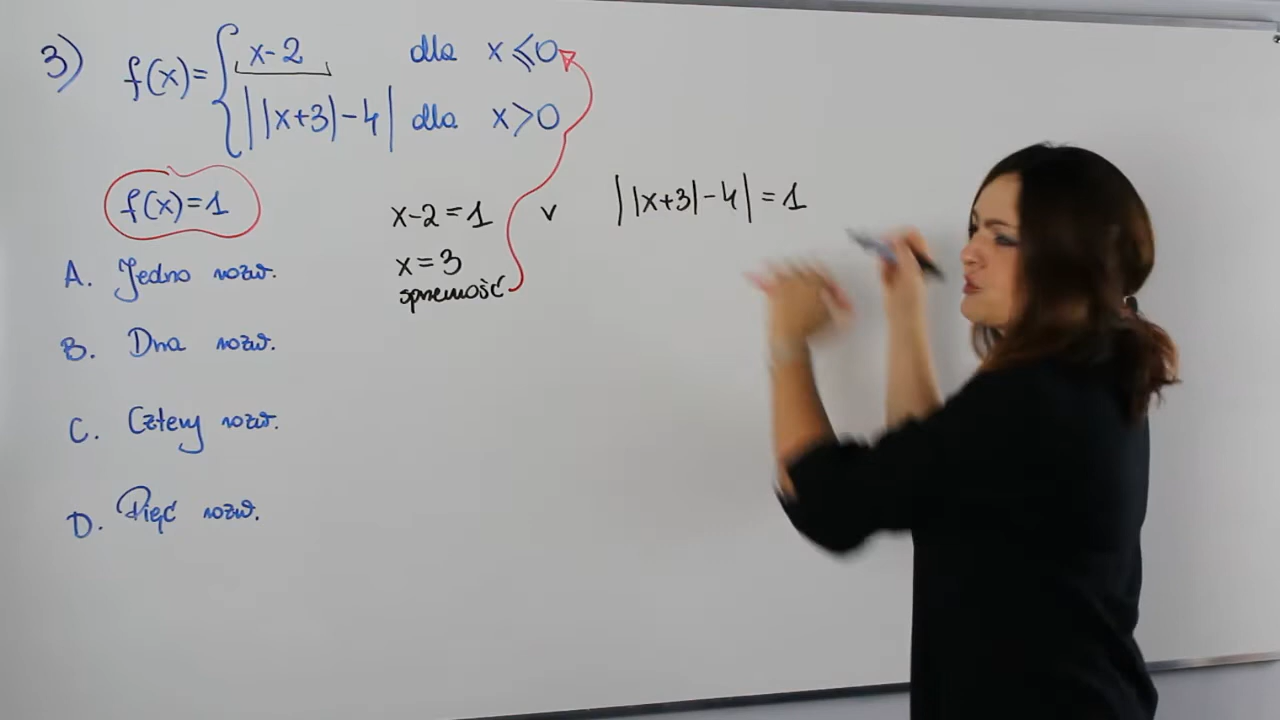 3) f(x)= { x-2 dla x≤0
| |x+3|-4 | dla x>0
f(x)=1
x-2=1 v | |x+3|-4 | = 1
x=3
sprzeczność
A. Jedno rozw.
B. Dwa rozw.
C. Cztery rozw.
D. Pięć rozw.